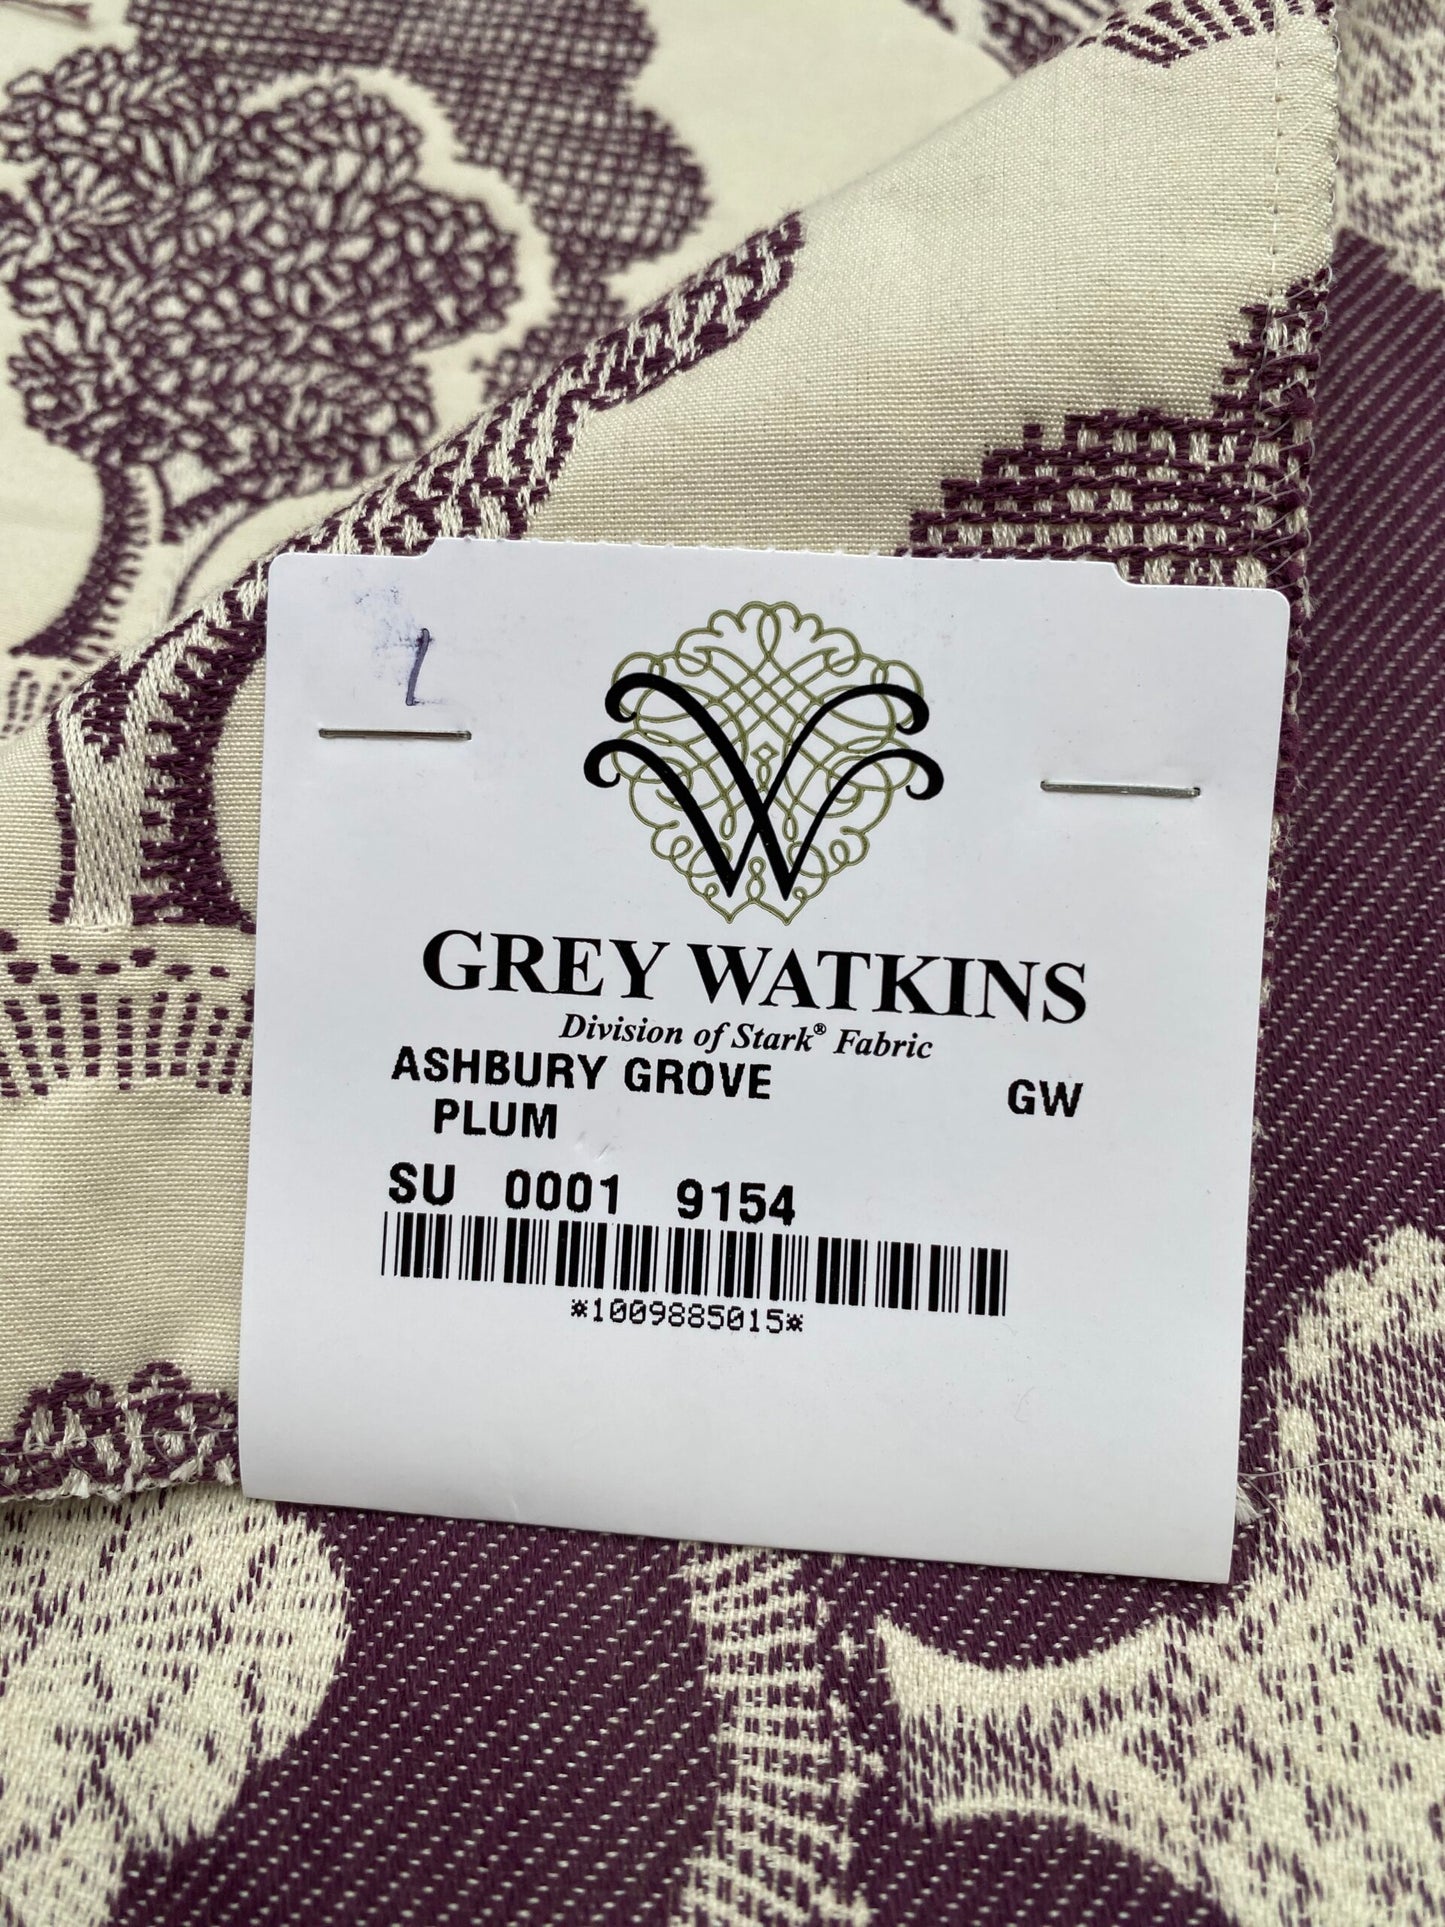 GREY WATKINS
Division of Stark® Fabric
ASHBURY GROVE GW
PLUM
SU 0001 9154
*1009885015*